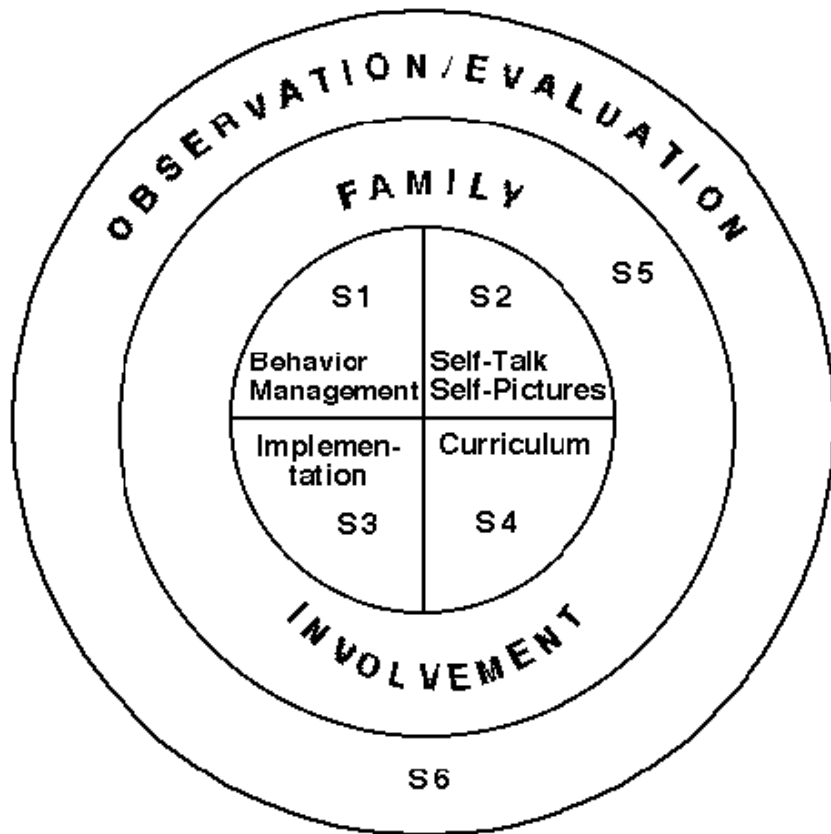 OBSERVATION/EVALUATION
FAMILY
S5
S1
S2
Behavior
Management
Self-Talk
Self-Pictures
Implemen-
tation
Curriculum
S3
S4
INVOLVEMENT
S6